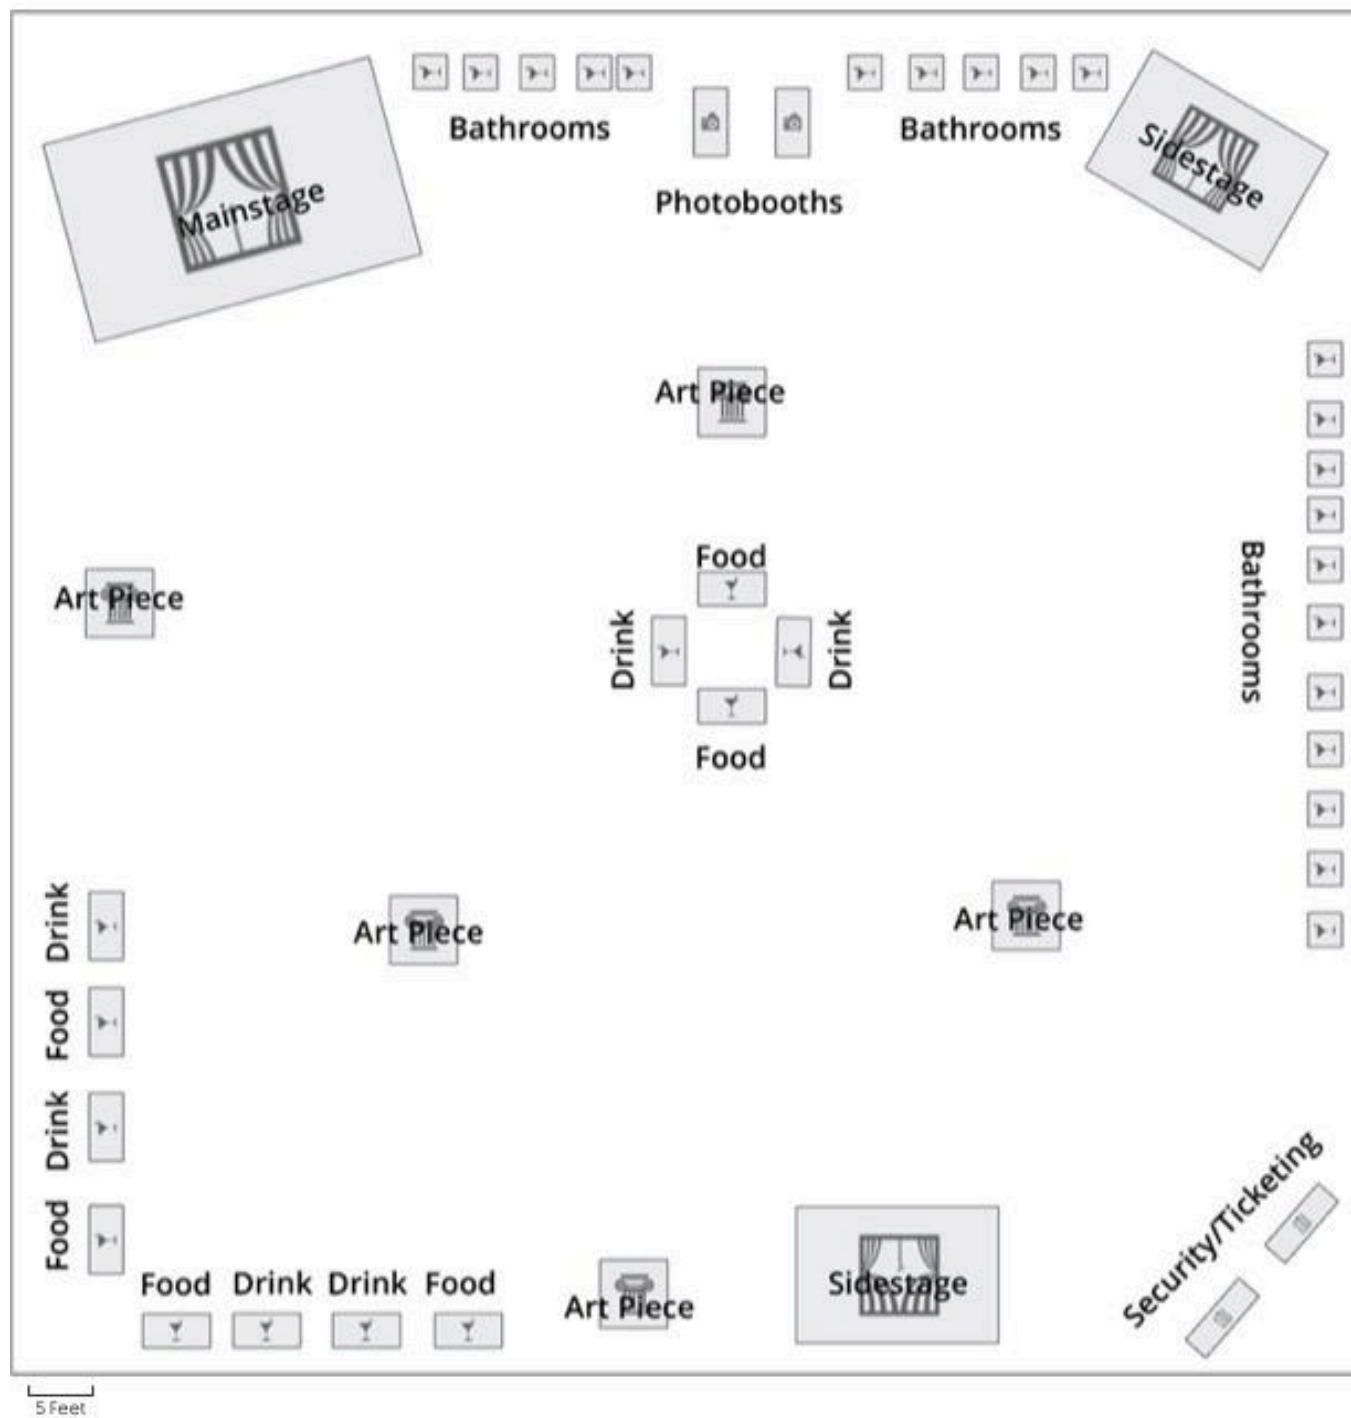 Bathrooms
Bathrooms
Mainstage
Sidestage
Photobooths
Art Piece
Food
Drink
Drink
Food
Art Piece
Bathrooms
Drink
Food
Drink
Food
Art Piece
Art Piece
Food
Drink
Drink
Food
Art Piece
Sidestage
Security/Ticketing
5 Feet